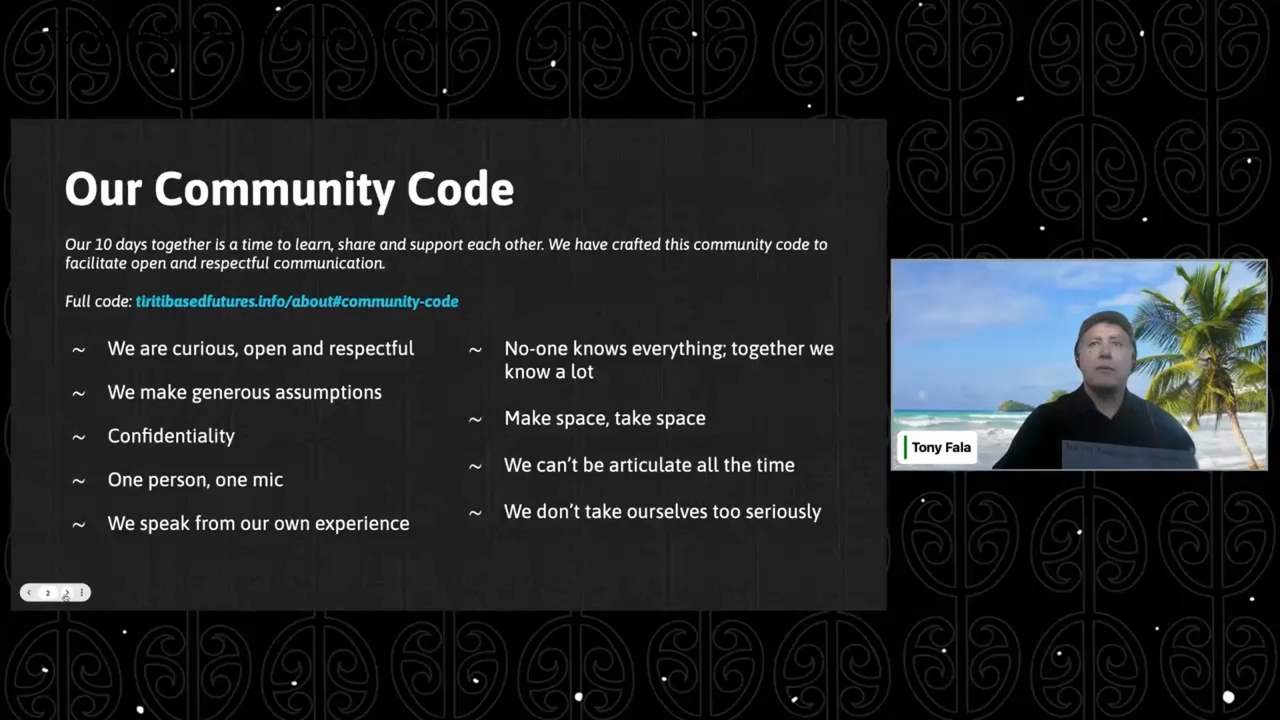 Our Community Code
Our 10 days together is a time to learn, share and support each other. We have crafted this community code to
facilitate open and respectful communication.
Full code: tiritibasedfutures.info/about#community-code
~ We are curious, open and respectful
~ We make generous assumptions
~ Confidentiality
~ One person, one mic
~ We speak from our own experience
~ No-one knows everything; together we
know a lot
~ Make space, take space
~ We can’t be articulate all the time
~ We don’t take ourselves too seriously
Tony Fala
2